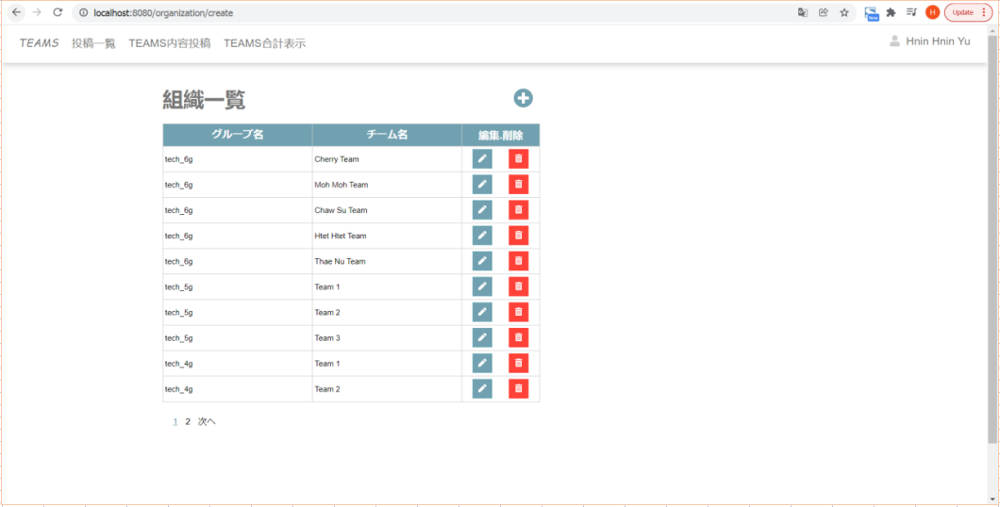 localhost:8080/organization/create
New
H
Update
TEAMS 投稿一覧 TEAMS内容投稿 TEAMS合計表示
Hnin Hnin Yu
組織一覧
グループ名 チーム名 編集.削除
tech_6g Cherry Team
tech_6g Moh Moh Team
tech_6g Chaw Su Team
tech_6g Htet Htet Team
tech_6g Thae Nu Team
tech_5g Team 1
tech_5g Team 2
tech_5g Team 3
tech_4g Team 1
tech_4g Team 2
1 2 次へ